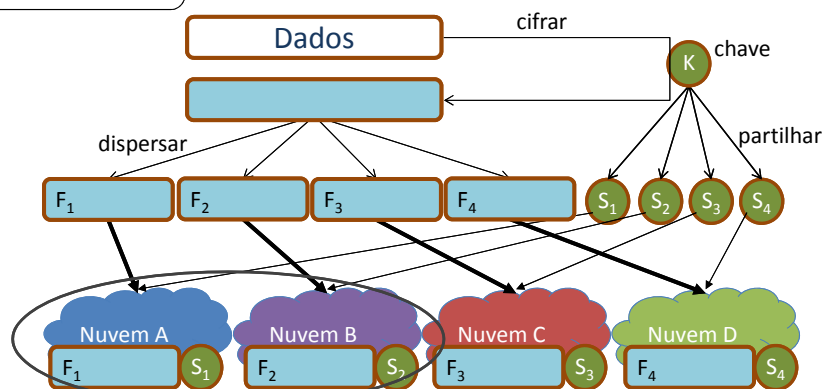 cifrar
Dados
K
chave
dispersar
partilhar
F1
F2
F3
F4
S1
S2
S3
S4
Nuvem A
Nuvem B
Nuvem C
Nuvem D
F1
S1
F2
S2
F3
S3
F4
S4